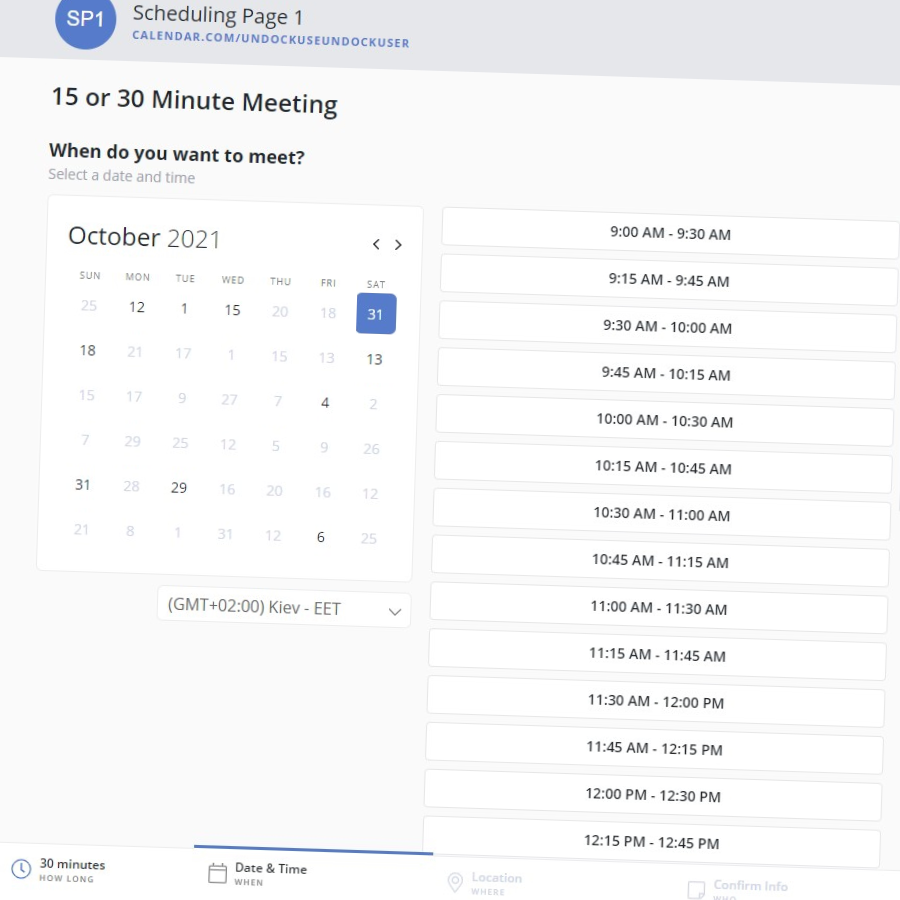 SP1
Scheduling Page 1
CALENDAR.COM/UNDOCKUSEUNDOCKUSER
15 or 30 Minute Meeting
When do you want to meet?
Select a date and time
October 2021
SUN MON TUE WED THU FRI SAT
25 12 1 15 20 18 31
18 21 17 1 15 13 13
15 17 9 27 7 4 2
7 29 25 12 5 9 26
31 28 29 16 20 16 12
21 8 1 31 12 6 25
(GMT+02:00) Kiev - EET
9:00 AM - 9:30 AM
9:15 AM - 9:45 AM
9:30 AM - 10:00 AM
9:45 AM - 10:15 AM
10:00 AM - 10:30 AM
10:15 AM - 10:45 AM
10:30 AM - 11:00 AM
10:45 AM - 11:15 AM
11:00 AM - 11:30 AM
11:15 AM - 11:45 AM
11:30 AM - 12:00 PM
11:45 AM - 12:15 PM
12:00 PM - 12:30 PM
12:15 PM - 12:45 PM
30 minutes
HOW LONG
Date & Time
WHEN
Location
WHERE
Confirm Info
WHO